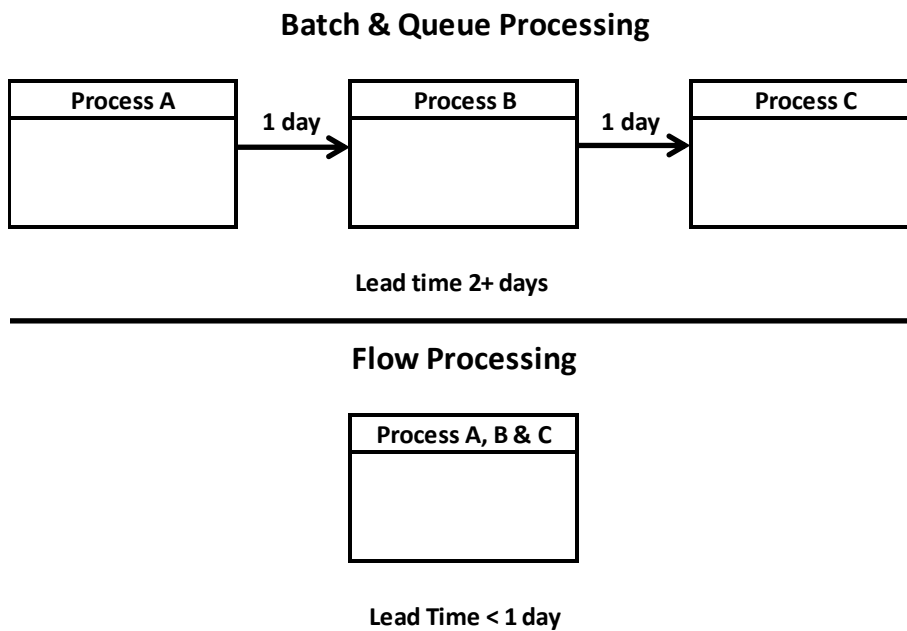 Batch & Queue Processing
Process A
1 day
Process B
1 day
Process C
Lead time 2+ days
Flow Processing
Process A, B & C
Lead Time < 1 day